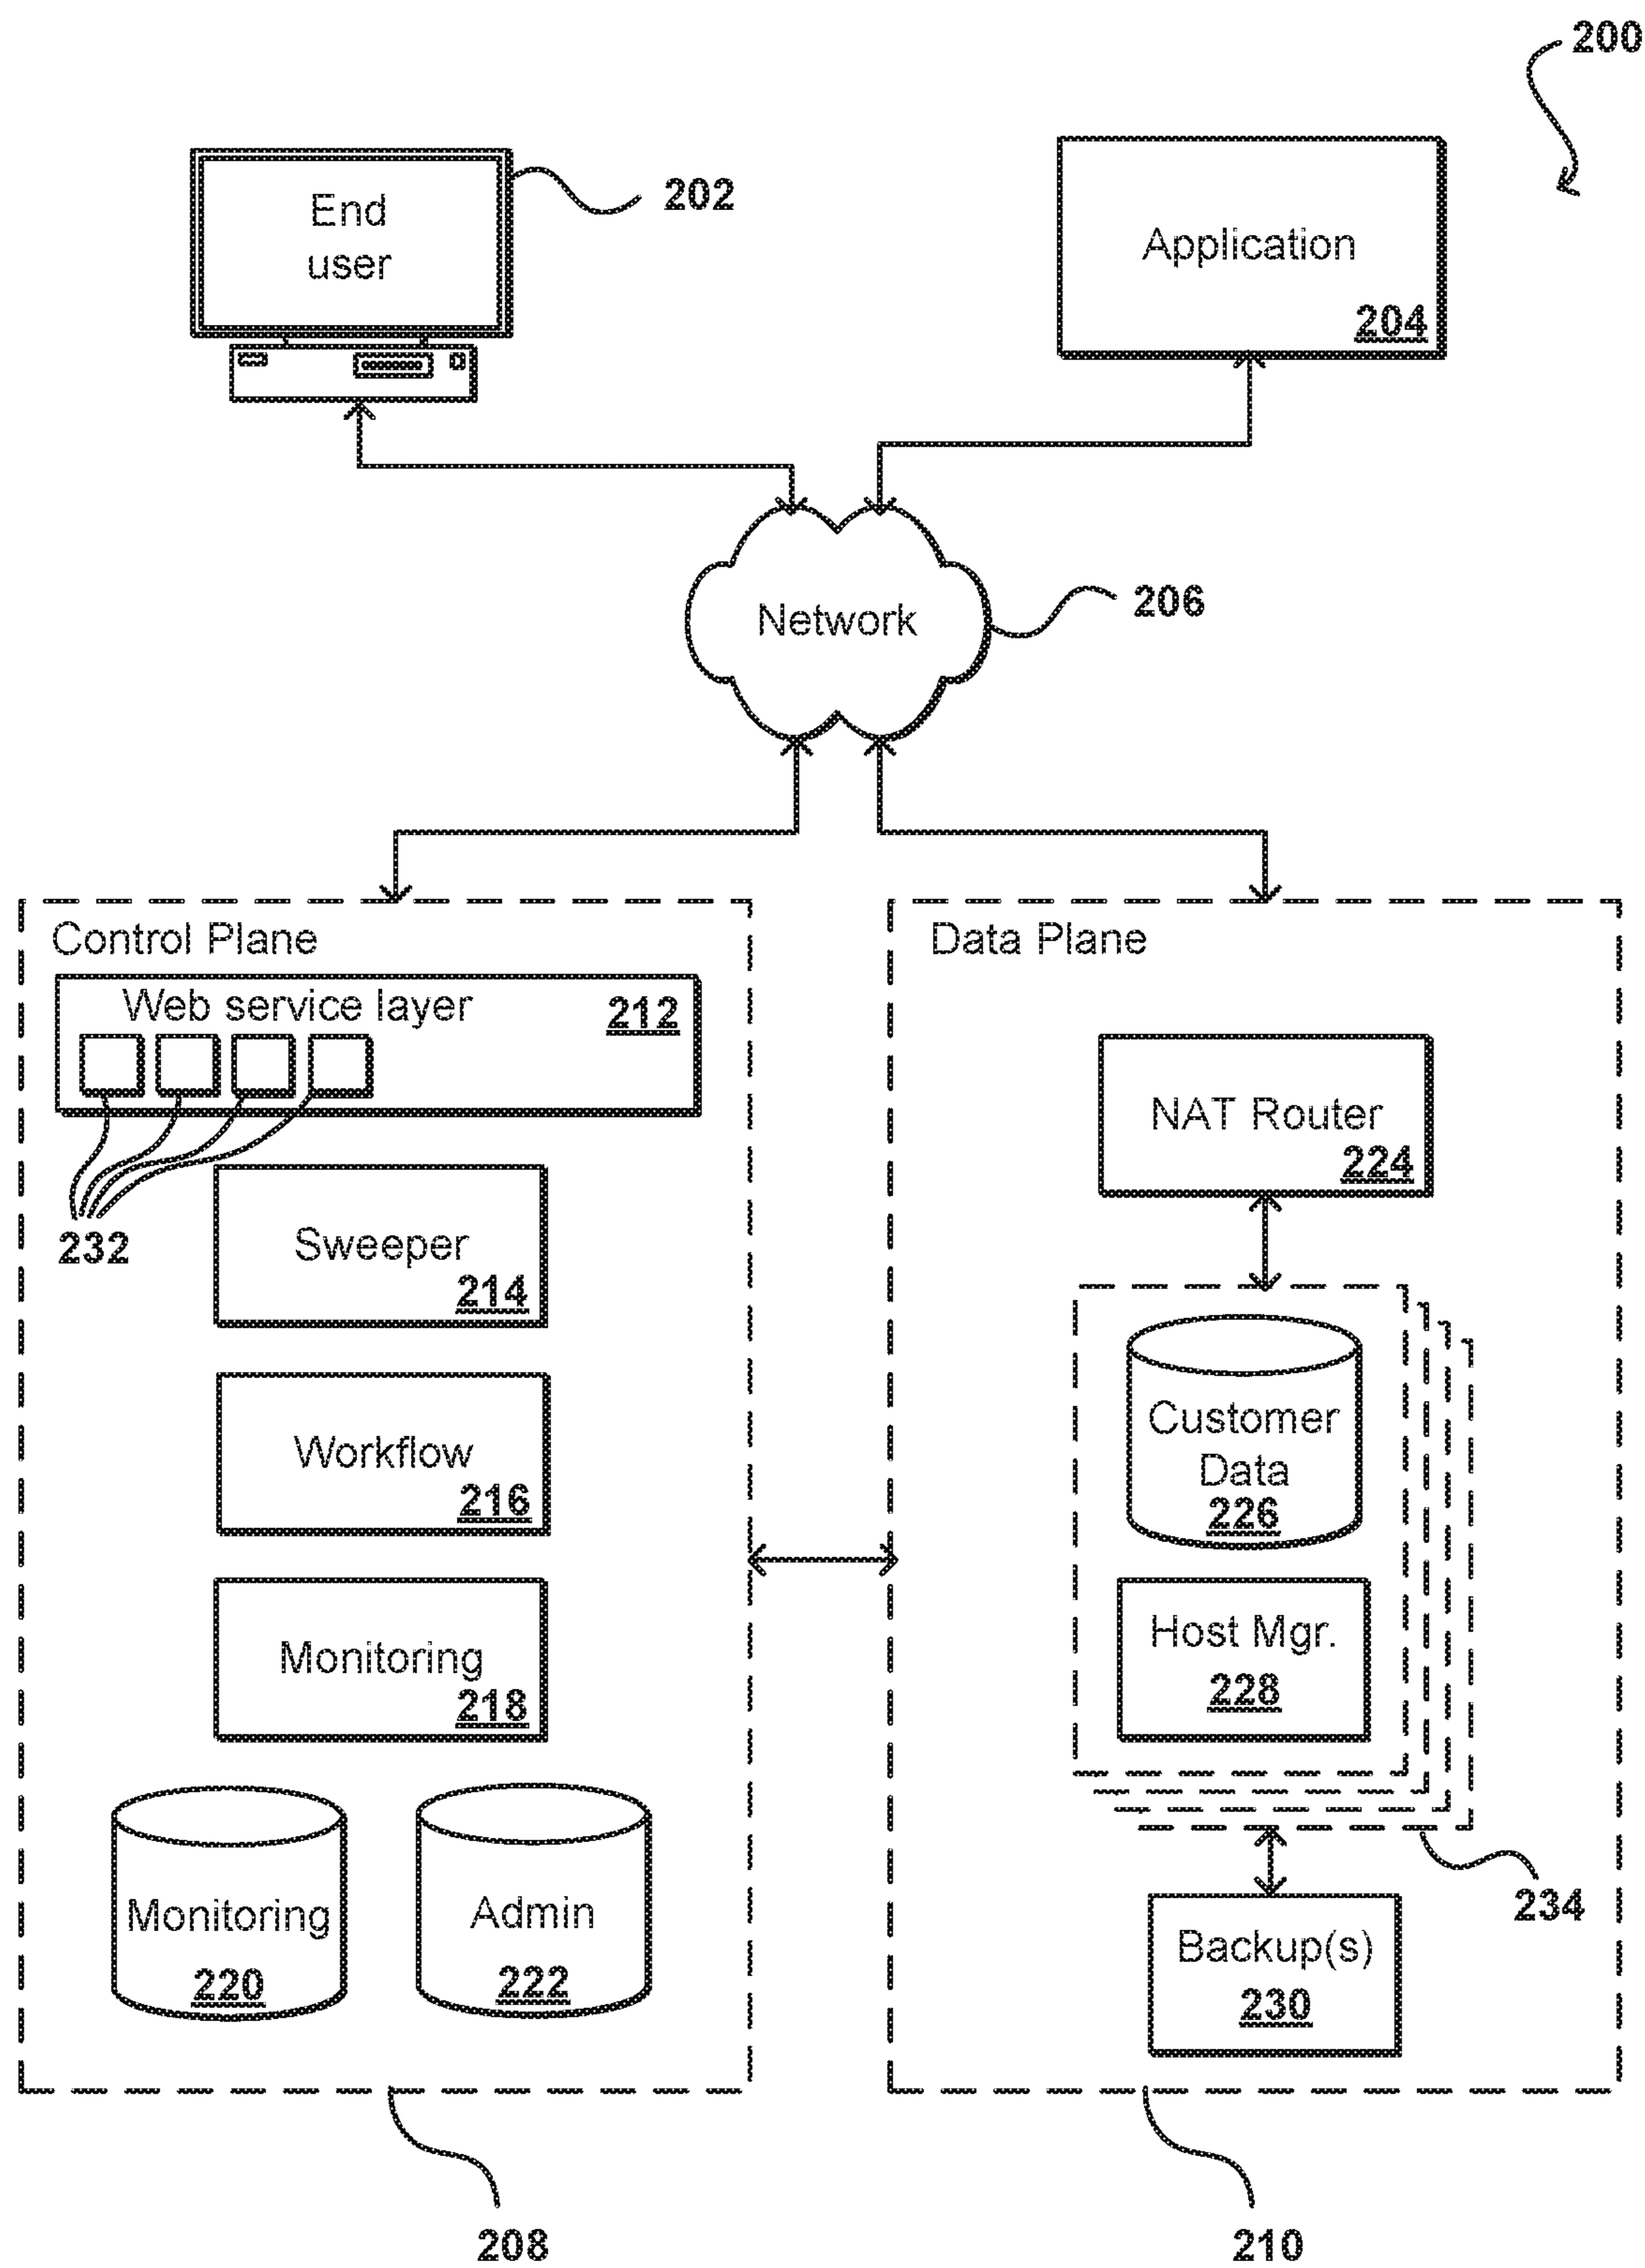 200
End
user
202
Application
204
Network
206
Control Plane
Web service layer
212
232
Sweeper
214
Workflow
216
Monitoring
218
Monitoring
220
Admin
222
208
Data Plane
NAT Router
224
Customer
Data
226
Host Mgr.
228
234
Backup(s)
230
210